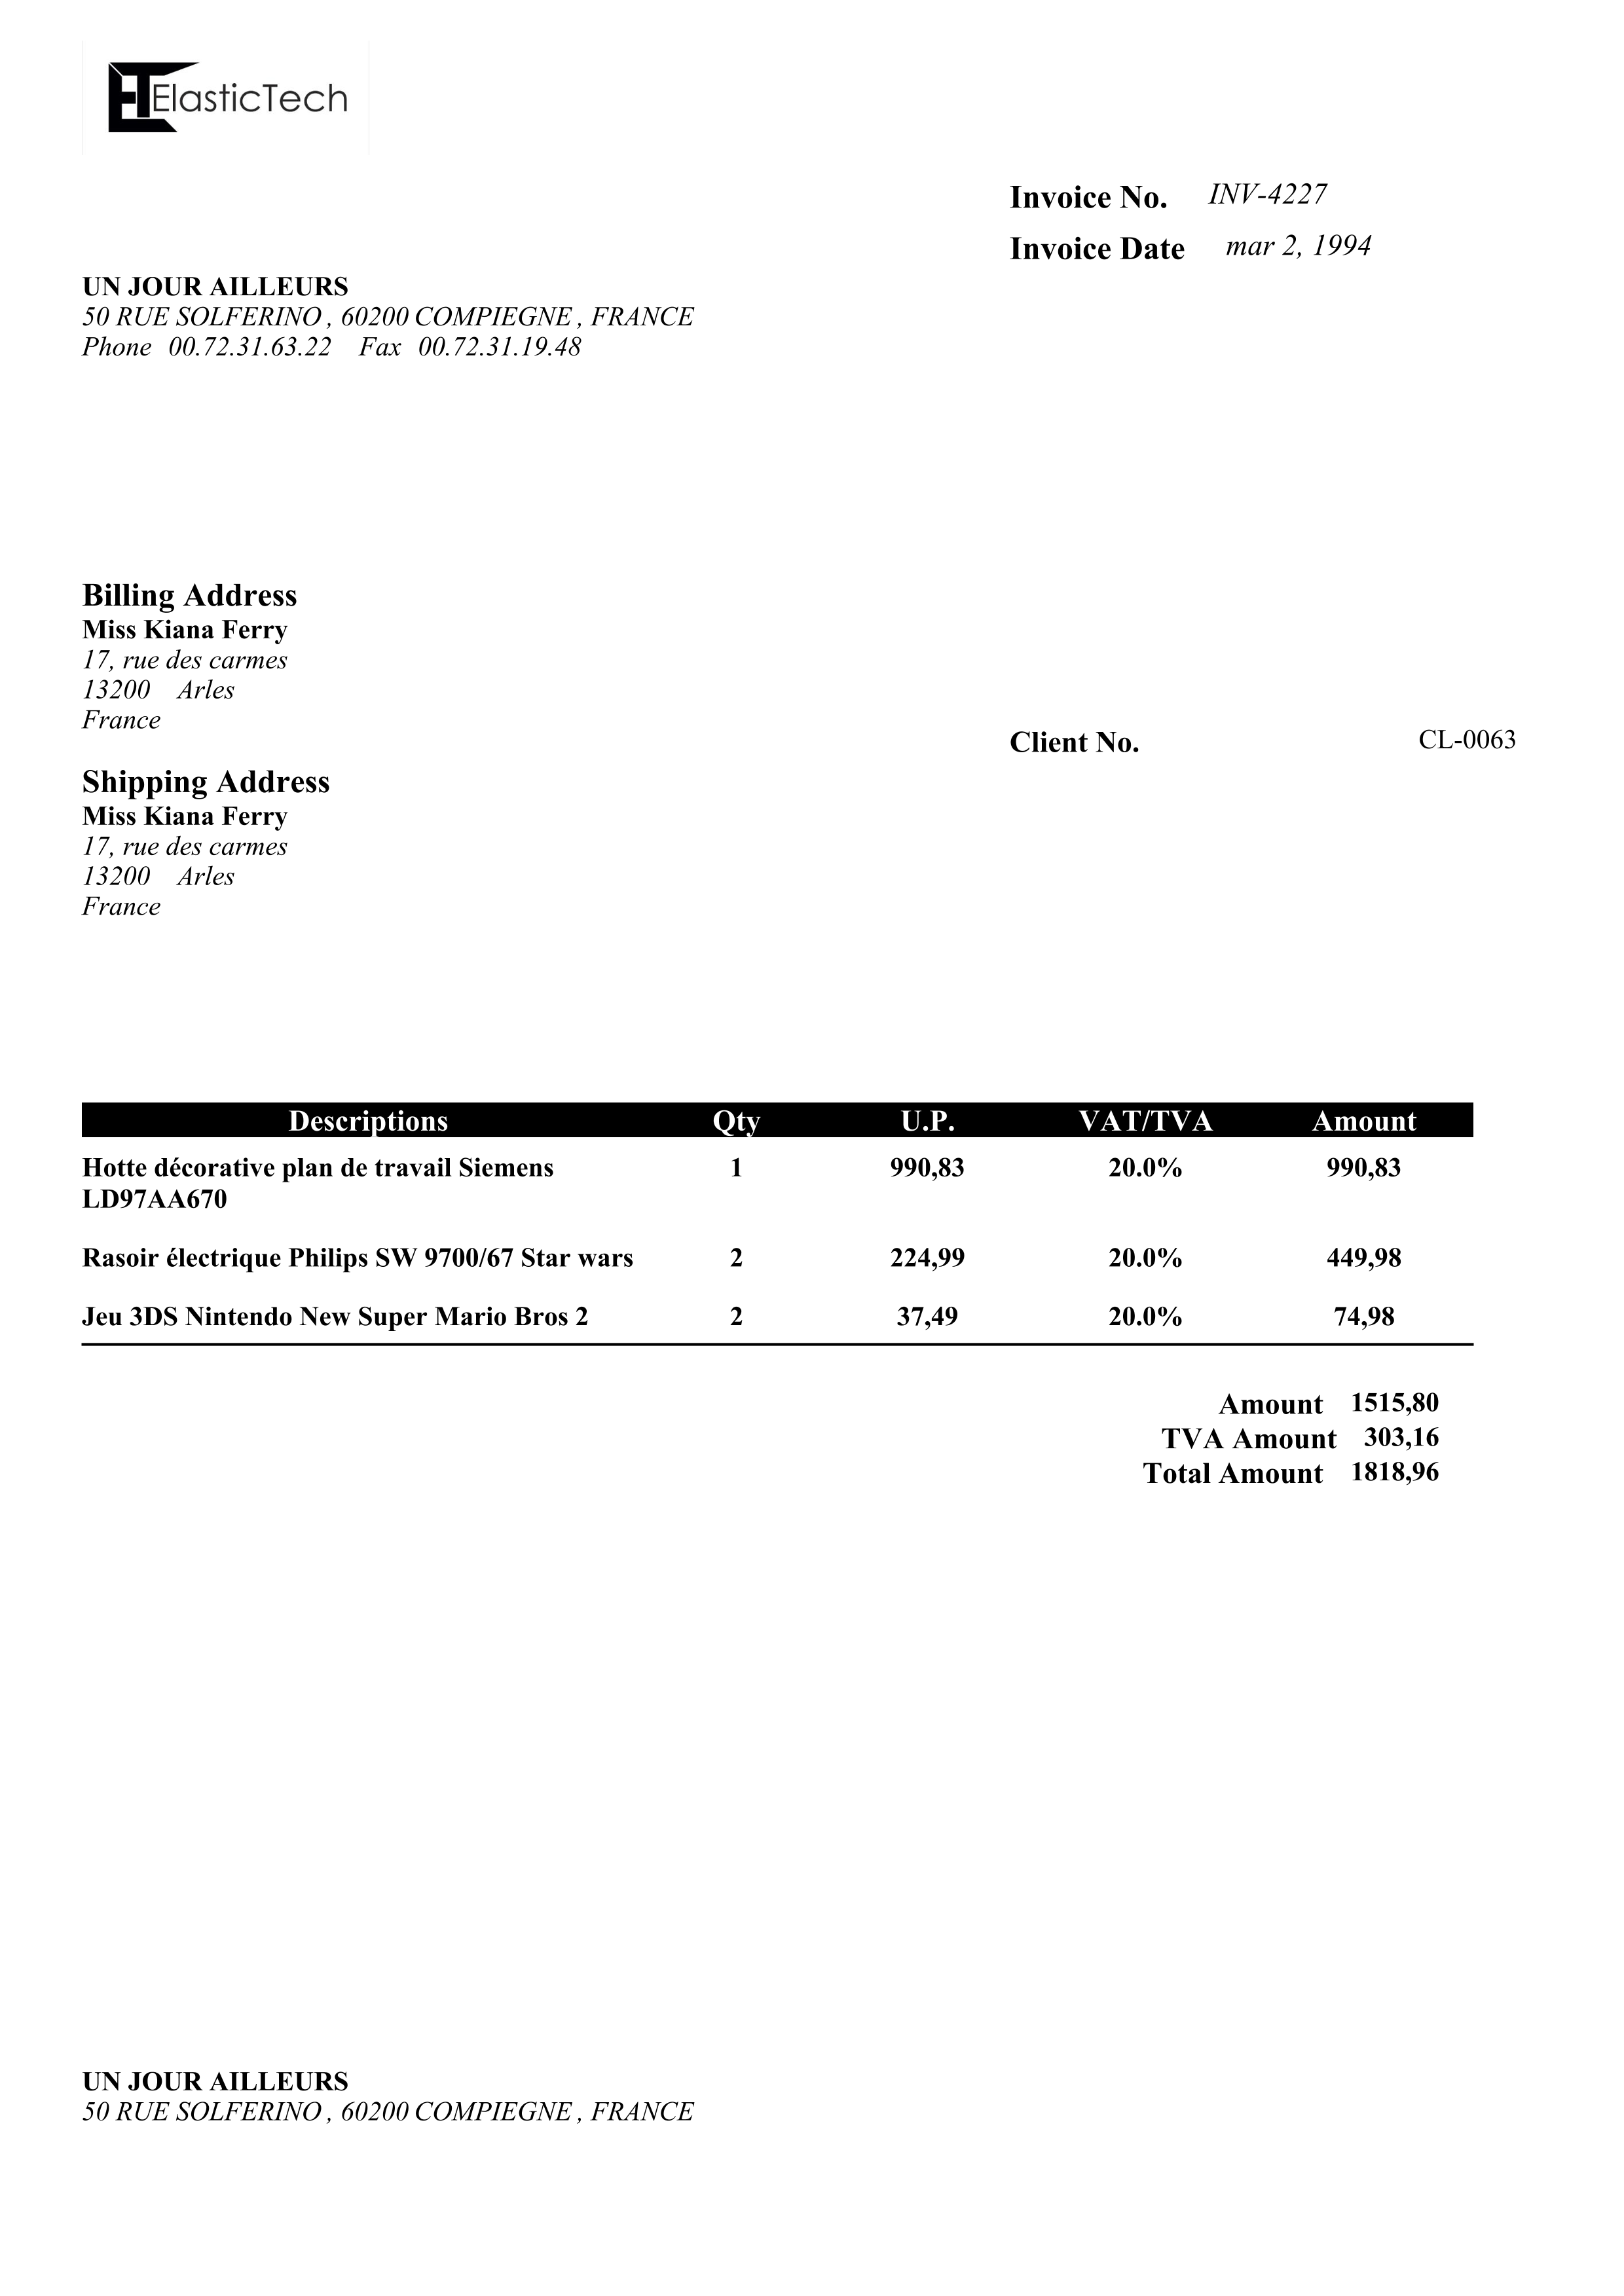 ElasticTech
Invoice No. INV-4227
Invoice Date mar 2, 1994
UN JOUR AILLEURS
50 RUE SOLFERINO , 60200 COMPIEGNE , FRANCE
Phone 00.72.31.63.22 Fax 00.72.31.19.48
Billing Address
Miss Kiana Ferry
17, rue des carmes
13200 Arles
France
Client No. CL-0063
Shipping Address
Miss Kiana Ferry
17, rue des carmes
13200 Arles
France
Descriptions Qty U.P. VAT/TVA Amount
Hotte décorative plan de travail Siemens 1 990,83 20.0% 990,83
LD97AA670
Rasoir électrique Philips SW 9700/67 Star wars 2 224,99 20.0% 449,98
Jeu 3DS Nintendo New Super Mario Bros 2 2 37,49 20.0% 74,98
Amount 1515,80
TVA Amount 303,16
Total Amount 1818,96
UN JOUR AILLEURS
50 RUE SOLFERINO , 60200 COMPIEGNE , FRANCE